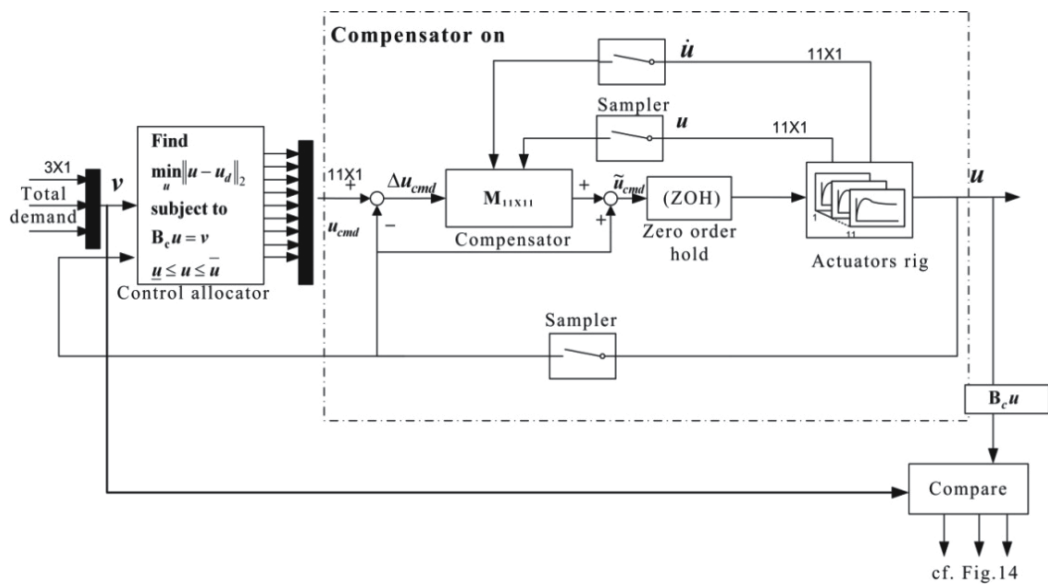 Compensator on
u̇
11X1
Sampler
u
11X1
3X1
Total
demand
v
Find
min ‖u − u_d‖₂
u
subject to
B_c u = v
u̲ ≤ u ≤ u̅
Control allocator
11X1
+
u_cmd
−
Δu_cmd
M₁₁ₓ₁₁
Compensator
+
+
ũ_cmd
(ZOH)
Zero order
hold
1
11
Actuators rig
u
Sampler
B_c u
Compare
cf. Fig.14